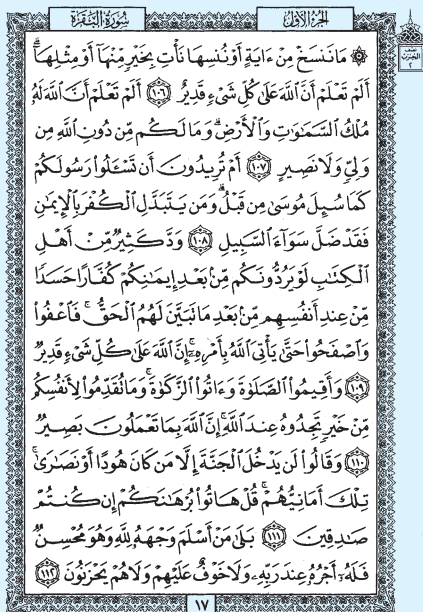 الجزء الأول
سورة البقرة
نصف
الحزب
٢
۞ مَا نَنسَخْ مِنْ ءَايَةٍ أَوْ نُنسِهَا نَأْتِ بِخَيْرٍ مِّنْهَآ أَوْ مِثْلِهَآۗ
أَلَمْ تَعْلَمْ أَنَّ ٱللَّهَ عَلَىٰ كُلِّ شَىْءٍ قَدِيرٌ ١٠٦ أَلَمْ تَعْلَمْ أَنَّ ٱللَّهَ لَهُۥ
مُلْكُ ٱلسَّمَٰوَٰتِ وَٱلْأَرْضِۗ وَمَا لَكُم مِّن دُونِ ٱللَّهِ مِن
وَلِىٍّ وَلَا نَصِيرٍ ١٠٧ أَمْ تُرِيدُونَ أَن تَسْـَٔلُوا۟ رَسُولَكُمْ
كَمَا سُئِلَ مُوسَىٰ مِن قَبْلُۗ وَمَن يَتَبَدَّلِ ٱلْكُفْرَ بِٱلْإِيمَٰنِ
فَقَدْ ضَلَّ سَوَآءَ ٱلسَّبِيلِ ١٠٨ وَدَّ كَثِيرٌ مِّنْ أَهْلِ
ٱلْكِتَٰبِ لَوْ يَرُدُّونَكُم مِّنۢ بَعْدِ إِيمَٰنِكُمْ كُفَّارًا حَسَدًا
مِّنْ عِندِ أَنفُسِهِم مِّنۢ بَعْدِ مَا تَبَيَّنَ لَهُمُ ٱلْحَقُّۖ فَٱعْفُوا۟
وَٱصْفَحُوا۟ حَتَّىٰ يَأْتِىَ ٱللَّهُ بِأَمْرِهِۦٓۗ إِنَّ ٱللَّهَ عَلَىٰ كُلِّ شَىْءٍ قَدِيرٌ
١٠٩ وَأَقِيمُوا۟ ٱلصَّلَوٰةَ وَءَاتُوا۟ ٱلزَّكَوٰةَۚ وَمَا تُقَدِّمُوا۟ لِأَنفُسِكُم
مِّنْ خَيْرٍ تَجِدُوهُ عِندَ ٱللَّهِۗ إِنَّ ٱللَّهَ بِمَا تَعْمَلُونَ بَصِيرٌ
١١٠ وَقَالُوا۟ لَن يَدْخُلَ ٱلْجَنَّةَ إِلَّا مَن كَانَ هُودًا أَوْ نَصَٰرَىٰۗ
تِلْكَ أَمَانِيُّهُمْۗ قُلْ هَاتُوا۟ بُرْهَٰنَكُمْ إِن كُنتُمْ
صَٰدِقِينَ ١١١ بَلَىٰ مَنْ أَسْلَمَ وَجْهَهُۥ لِلَّهِ وَهُوَ مُحْسِنٌ
فَلَهُۥٓ أَجْرُهُۥ عِندَ رَبِّهِۦ وَلَا خَوْفٌ عَلَيْهِمْ وَلَا هُمْ يَحْزَنُونَ ١١٢
١٧